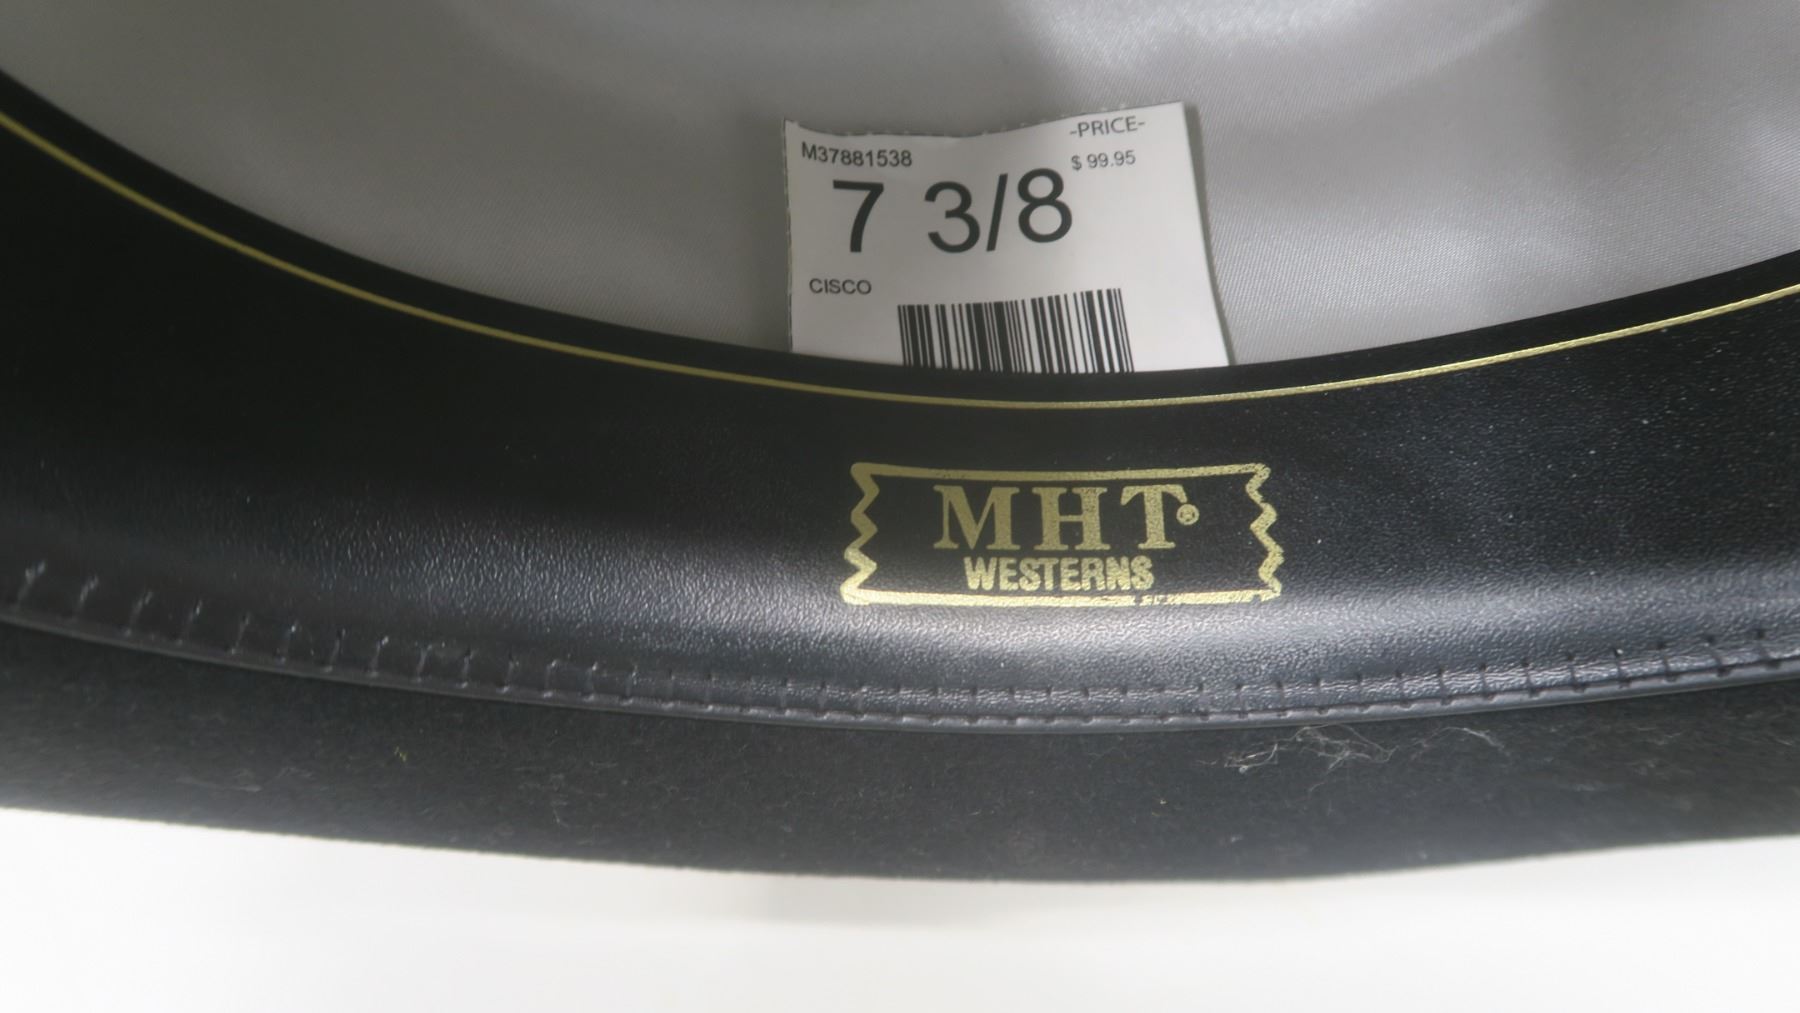 -PRICE-
M37881538
$ 99.95
7 3/8
CISCO
MHT®
WESTERNS